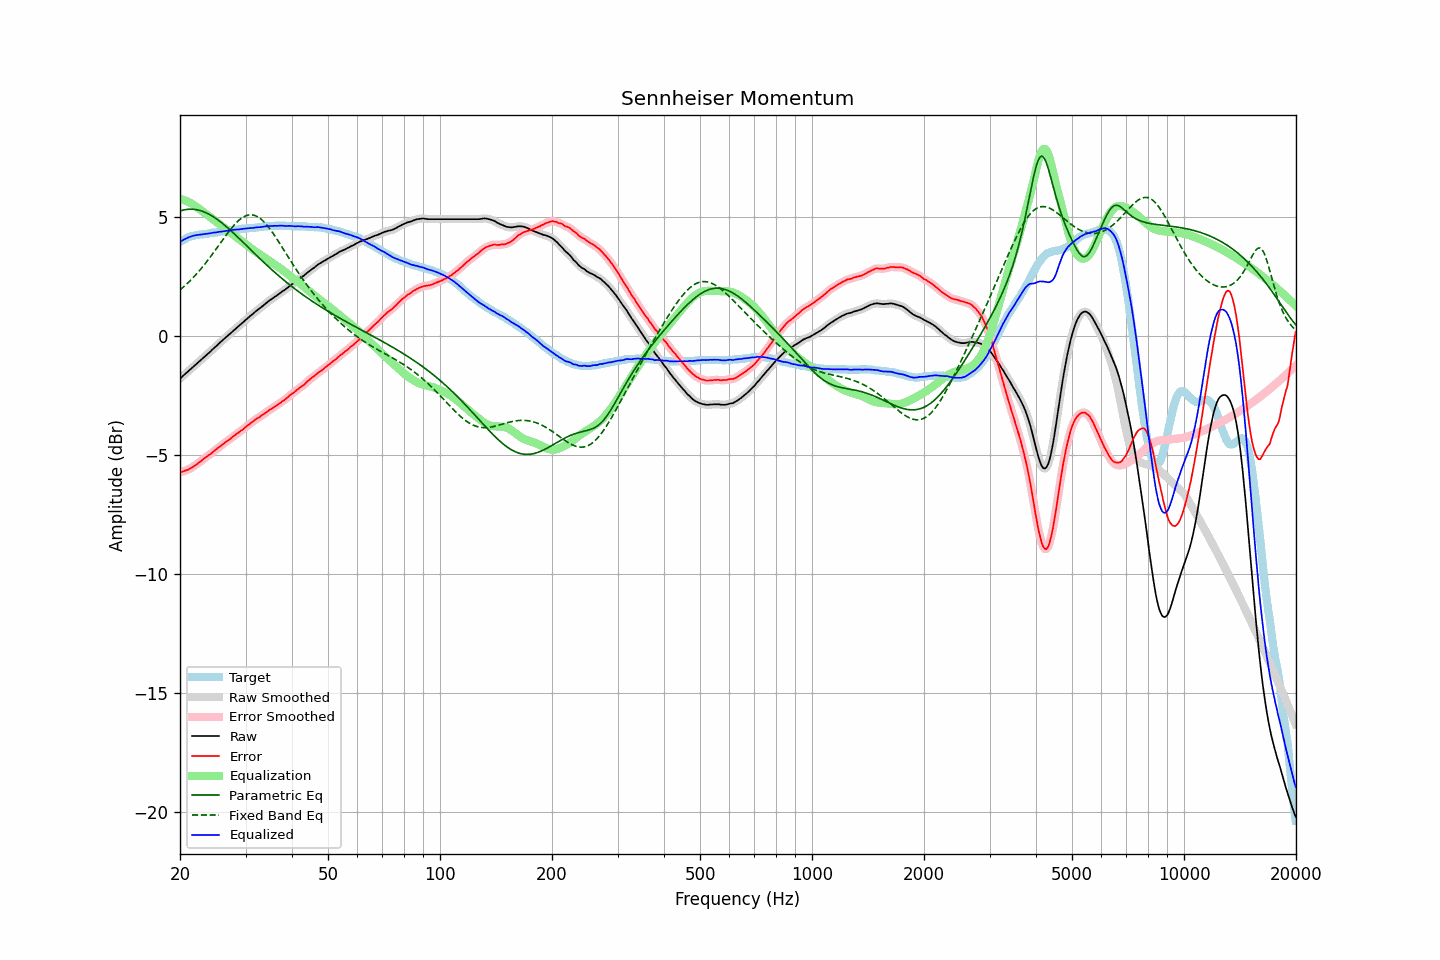 Sennheiser Momentum
Amplitude (dBr)
5
0
−5
−10
−15
−20
Target
Raw Smoothed
Error Smoothed
Raw
Error
Equalization
Parametric Eq
Fixed Band Eq
Equalized
20 50 100 200 500 1000 2000 5000 10000 20000
Frequency (Hz)